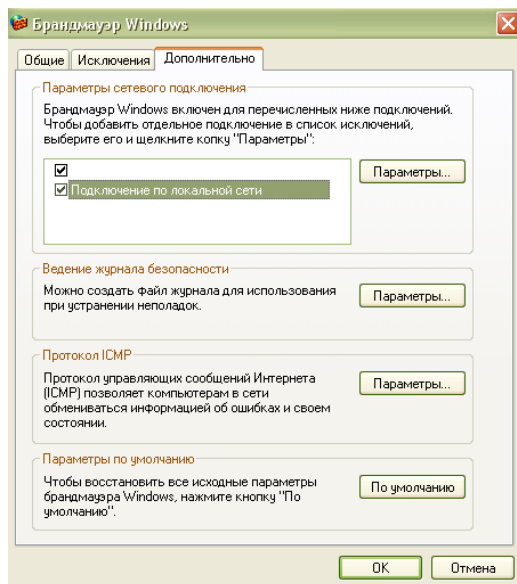 Брандмауэр Windows
Общие Исключения Дополнительно
Параметры сетевого подключения
Брандмауэр Windows включен для перечисленных ниже подключений.
Чтобы добавить отдельное подключение в список исключений,
выберите его и щелкните копку "Параметры":
Параметры...
Подключение по локальной сети
Ведение журнала безопасности
Можно создать файл журнала для использования
при устранении неполадок.
Параметры...
Протокол ICMP
Протокол управляющих сообщений Интернета
(ICMP) позволяет компьютерам в сети
обмениваться информацией об ошибках и своем
состоянии.
Параметры...
Параметры по умолчанию
Чтобы восстановить все исходные параметры
брандмауэра Windows, нажмите кнопку "По
умолчанию".
По умолчанию
OK Отмена